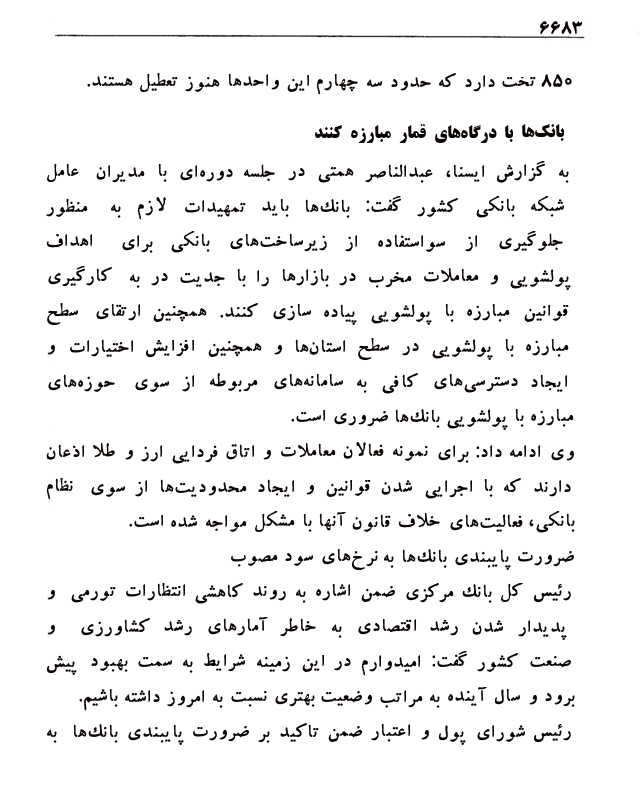 ۶۶۸۳
۸۵۰ تخت دارد که حدود سه چهارم این واحدها هنوز تعطیل هستند.
بانک‌ها با درگاه‌های قمار مبارزه کنند
به گزارش ایسنا، عبدالناصر همتی در جلسه دوره‌ای با مدیران عامل
شبکه بانکی کشور گفت: بانك‌ها باید تمهیدات لازم به منظور
جلوگیری از سواستفاده از زیرساخت‌های بانکی برای اهداف
پولشویی و معاملات مخرب در بازارها را با جدیت در به کارگیری
قوانین مبارزه با پولشویی پیاده سازی کنند. همچنین ارتقای سطح
مبارزه با پولشویی در سطح استان‌ها و همچنین افزایش اختیارات و
ایجاد دسترسی‌های کافی به سامانه‌های مربوطه از سوی حوزه‌های
مبارزه با پولشویی بانك‌ها ضروری است.
وی ادامه داد: برای نمونه فعالان معاملات و اتاق فردایی ارز و طلا اذعان
دارند که با اجرایی شدن قوانین و ایجاد محدودیت‌ها از سوی نظام
بانکی، فعالیت‌های خلاف قانون آنها با مشکل مواجه شده است.
ضرورت پایبندی بانك‌ها به نرخ‌های سود مصوب
رئیس کل بانك مرکزی ضمن اشاره به روند کاهشی انتظارات تورمی و
پدیدار شدن رشد اقتصادی به خاطر آمارهای رشد کشاورزی و
صنعت کشور گفت: امیدوارم در این زمینه شرایط به سمت بهبود پیش
برود و سال آینده به مراتب وضعیت بهتری نسبت به امروز داشته باشیم.
رئیس شورای پول و اعتبار ضمن تاکید بر ضرورت پایبندی بانك‌ها به